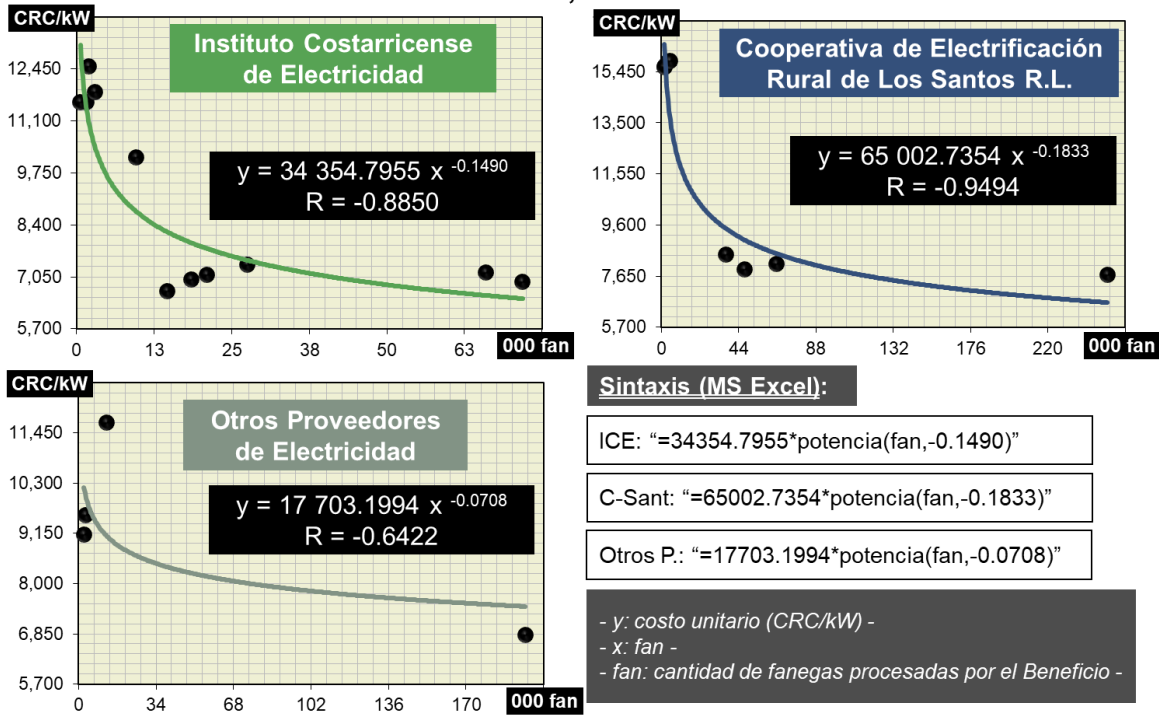 CRC/kW
Instituto Costarricense
de Electricidad
y = 34 354.7955 x -0.1490
R = -0.8850
12,450
11,100
9,750
8,400
7,050
5,700
0 13 25 38 50 63 000 fan
CRC/kW
Cooperativa de Electrificación
Rural de Los Santos R.L.
y = 65 002.7354 x -0.1833
R = -0.9494
15,450
13,500
11,550
9,600
7,650
5,700
0 44 88 132 176 220 000 fan
CRC/kW
Otros Proveedores
de Electricidad
y = 17 703.1994 x -0.0708
R = -0.6422
11,450
10,300
9,150
8,000
6,850
5,700
0 34 68 102 136 170 000 fan
Sintaxis (MS Excel):
ICE: “=34354.7955*potencia(fan,-0.1490)”
C-Sant: “=65002.7354*potencia(fan,-0.1833)”
Otros P.: “=17703.1994*potencia(fan,-0.0708)”
- y: costo unitario (CRC/kW) -
- x: fan -
- fan: cantidad de fanegas procesadas por el Beneficio -